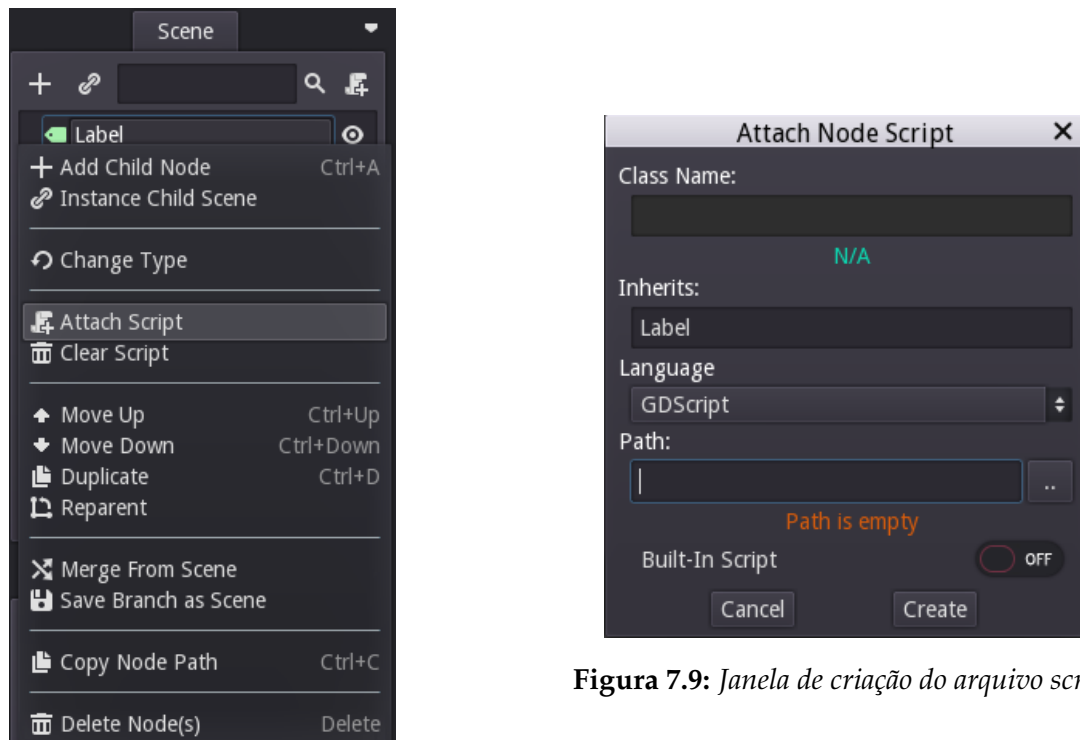 Scene
Label
Add Child Node Ctrl+A
Instance Child Scene
Change Type
Attach Script
Clear Script
Move Up Ctrl+Up
Move Down Ctrl+Down
Duplicate Ctrl+D
Reparent
Merge From Scene
Save Branch as Scene
Copy Node Path Ctrl+C
Delete Node(s) Delete
Attach Node Script
Class Name:
N/A
Inherits:
Label
Language
GDScript
Path:
..
Path is empty
Built-In Script OFF
Cancel Create
Figura 7.9: Janela de criação do arquivo